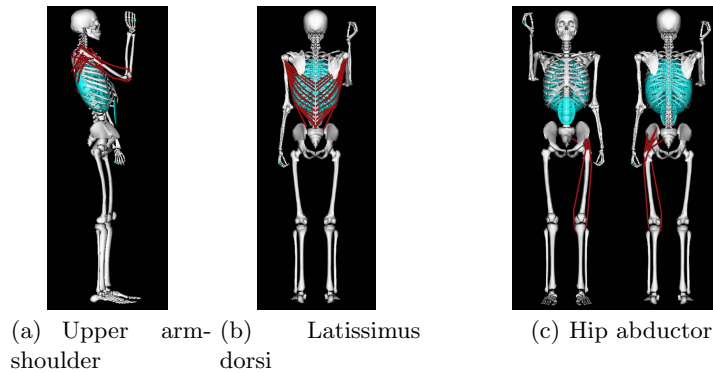 (a) Upper arm-
shoulder
(b) Latissimus
dorsi
(c) Hip abductor